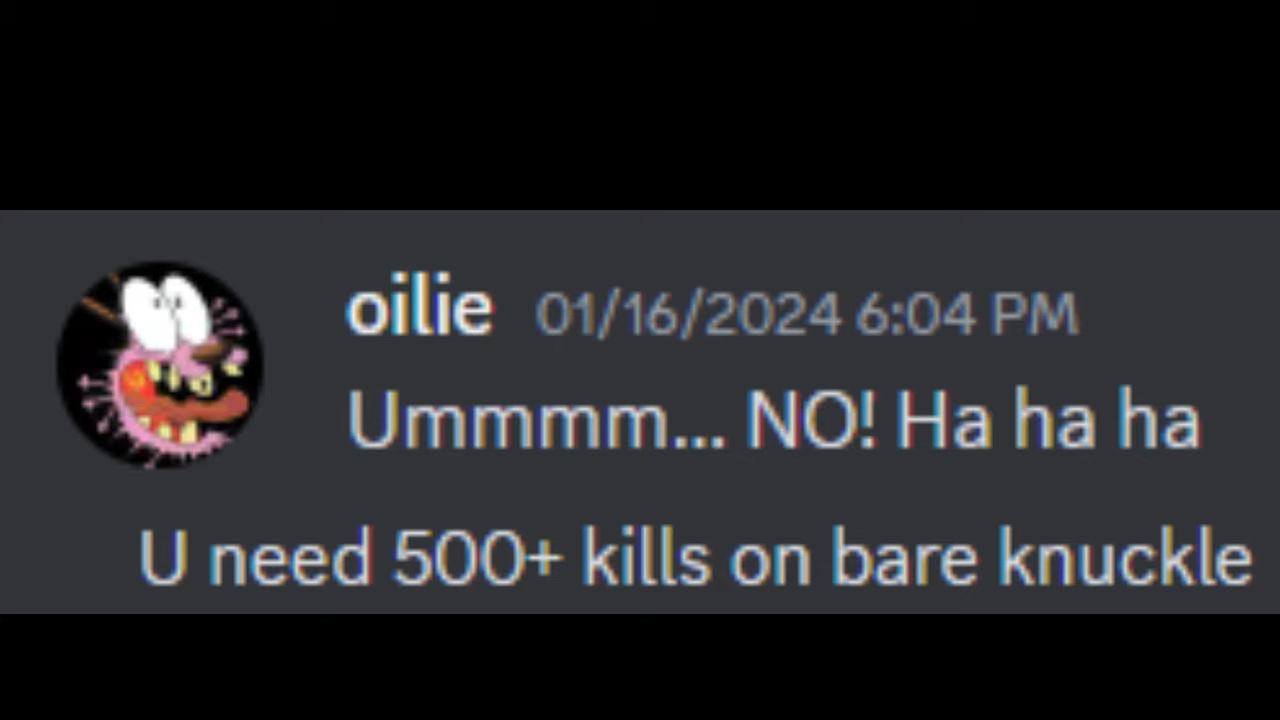 oilie 01/16/2024 6:04 PM
Ummmm... NO! Ha ha ha
U need 500+ kills on bare knuckle